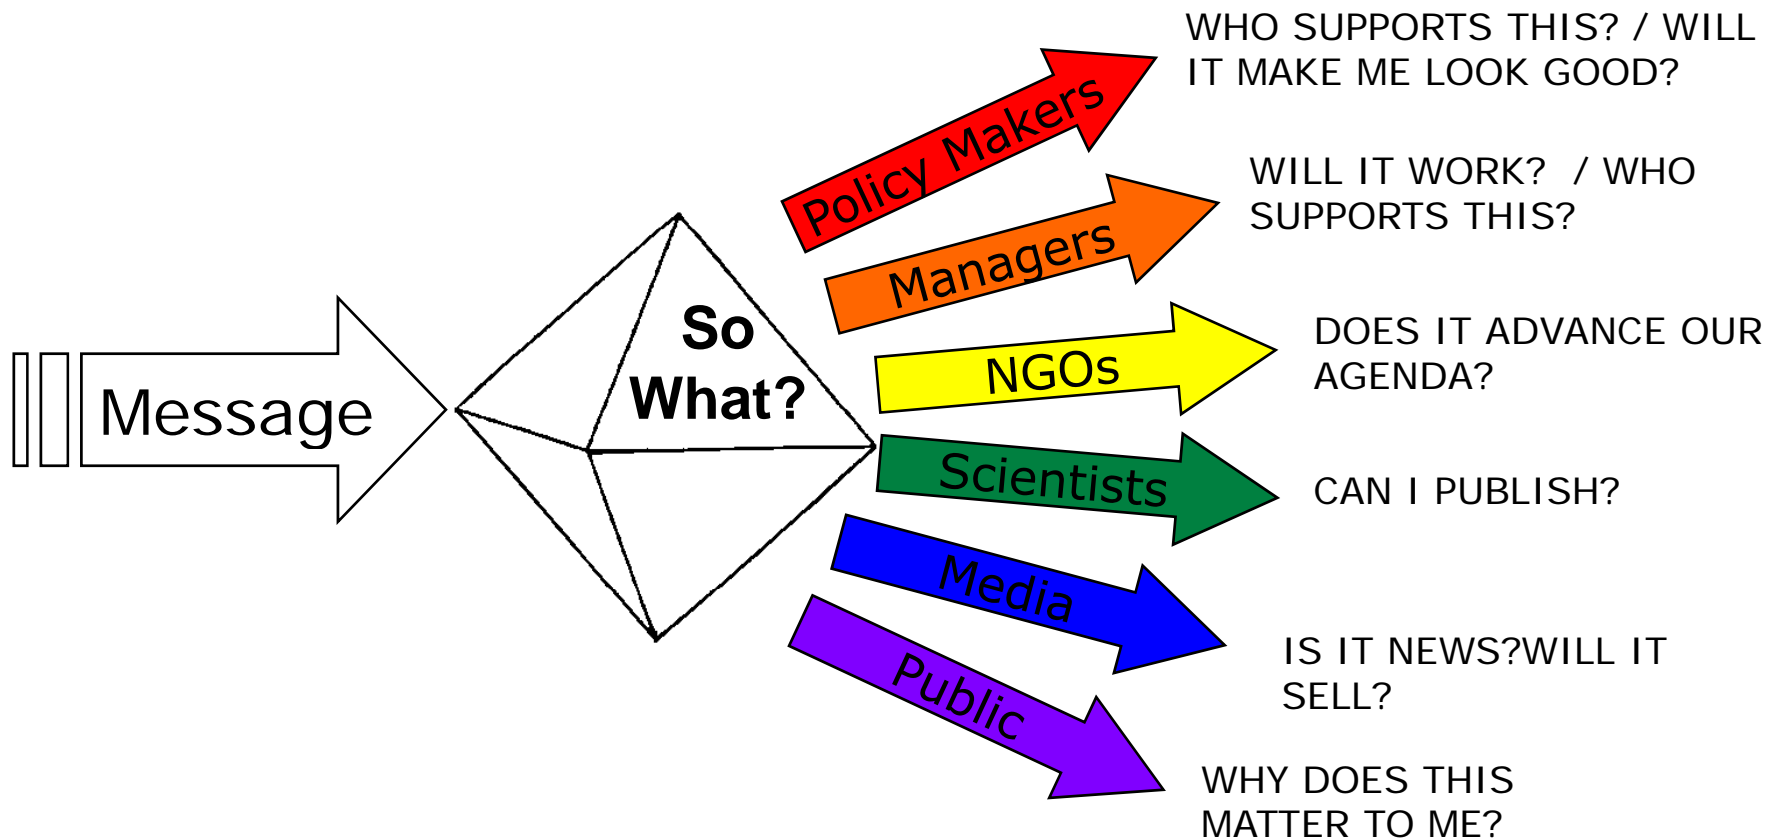 Message
So
What?
Policy Makers
WHO SUPPORTS THIS? / WILL
IT MAKE ME LOOK GOOD?
Managers
WILL IT WORK?  / WHO
SUPPORTS THIS?
NGOs
DOES IT ADVANCE OUR
AGENDA?
Scientists
CAN I PUBLISH?
Media
IS IT NEWS?WILL IT
SELL?
Public
WHY DOES THIS
MATTER TO ME?